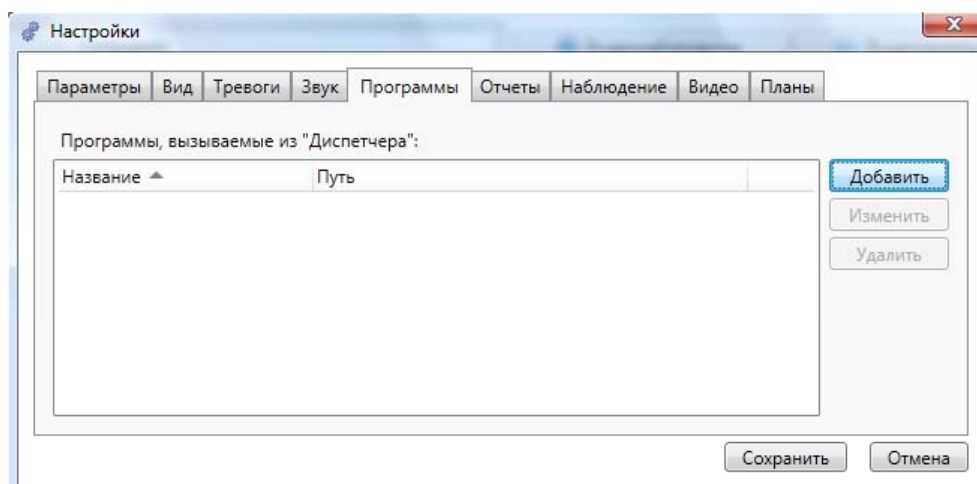 Настройки
Параметры Вид Тревоги Звук Программы Отчеты Наблюдение Видео Планы
Программы, вызываемые из "Диспетчера":
Название Путь
Добавить
Изменить
Удалить
Сохранить Отмена